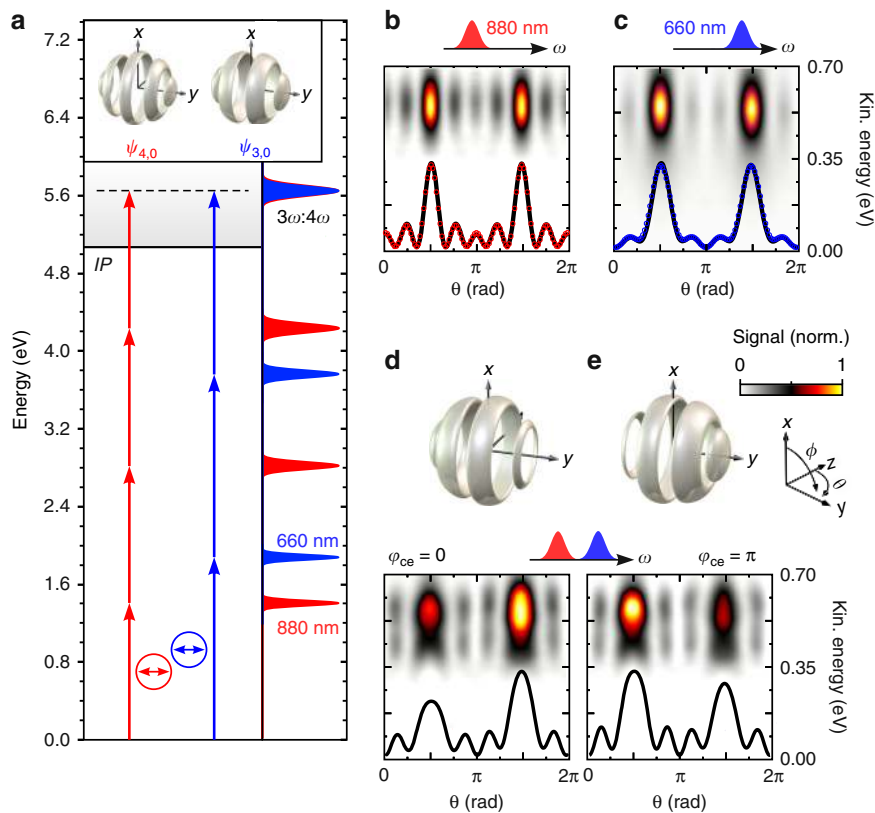 a
7.2
6.4
5.6
4.8
4.0
3.2
2.4
1.6
0.8
0.0
Energy (eV)
x
y
ψ4,0
x
y
ψ3,0
IP
3ω:4ω
660 nm
880 nm
b
880 nm
ω
0
π
2π
θ (rad)
c
660 nm
ω
0.70
0.35
0.00
Kin. energy (eV)
0
π
2π
θ (rad)
Signal (norm.)
0
1
d
x
y
e
x
y
x
ϕ
z
θ
y
φce = 0
ω
φce = π
0
π
2π
θ (rad)
0.70
0.35
0.00
Kin. energy (eV)
0
π
2π
θ (rad)